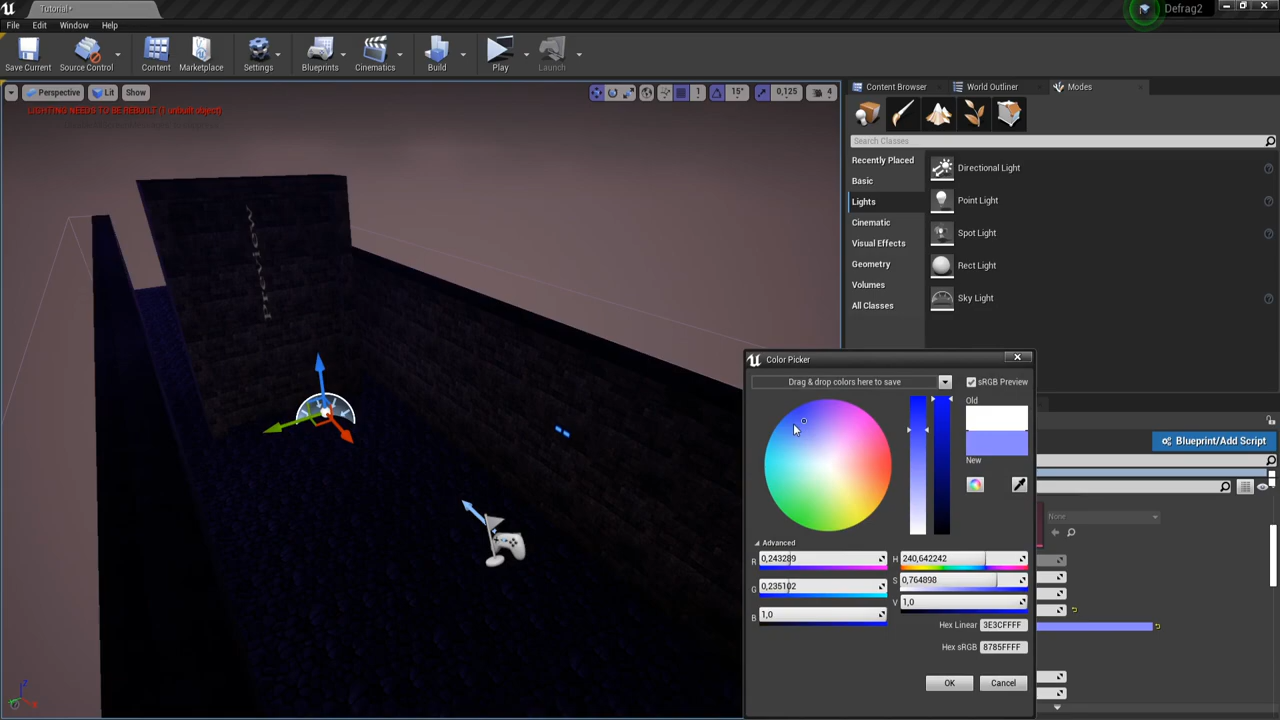 Tutorial*
Defrag2
File Edit Window Help
Save Current Source Control Content Marketplace Settings Blueprints Cinematics Build Play Launch
Perspective Lit Show 1 15° 0,125 4
LIGHTING NEEDS TO BE REBUILT (1 unbuilt object)
Content Browser World Outliner Modes
Search Classes
Recently Placed
Basic
Lights
Cinematic
Visual Effects
Geometry
Volumes
All Classes
Directional Light
Point Light
Spot Light
Rect Light
Sky Light
Color Picker
Drag & drop colors here to save
sRGB Preview
Old
New
Advanced
R 0,243289
G 0,235102
B 1,0
H 240,642242
S 0,764898
V 1,0
Hex Linear 3E3CFFFF
Hex sRGB 8785FFFF
OK Cancel
Blueprint/Add Script
None